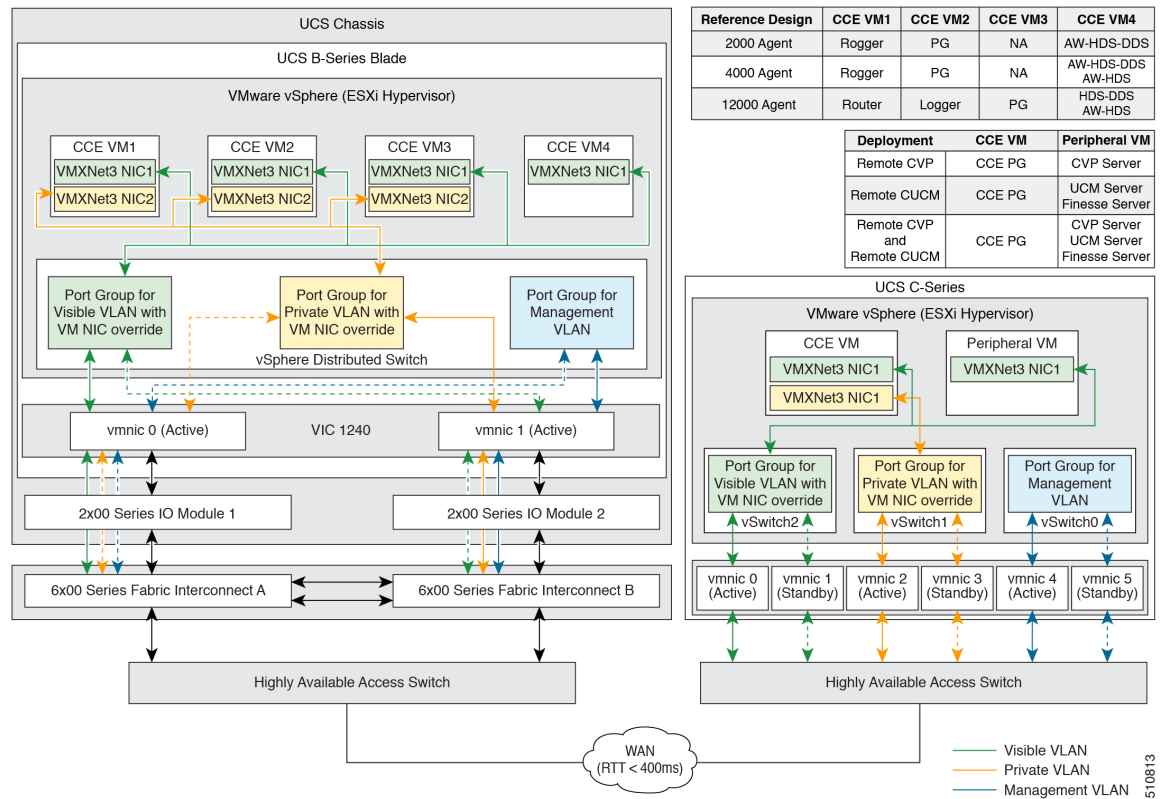 UCS Chassis
UCS B-Series Blade
VMware vSphere (ESXi Hypervisor)
CCE VM1
VMXNet3 NIC1
VMXNet3 NIC2
CCE VM2
VMXNet3 NIC1
VMXNet3 NIC2
CCE VM3
VMXNet3 NIC1
VMXNet3 NIC2
CCE VM4
VMXNet3 NIC1
Port Group for
Visible VLAN with
VM NIC override
Port Group for
Private VLAN with
VM NIC override
Port Group for
Management
VLAN
vSphere Distributed Switch
vmnic 0 (Active)
VIC 1240
vmnic 1 (Active)
2x00 Series IO Module 1
2x00 Series IO Module 2
6x00 Series Fabric Interconnect A
6x00 Series Fabric Interconnect B
Highly Available Access Switch
Reference Design CCE VM1 CCE VM2 CCE VM3 CCE VM4
2000 Agent Rogger PG NA AW-HDS-DDS
4000 Agent Rogger PG NA AW-HDS-DDS
AW-HDS
12000 Agent Router Logger PG HDS-DDS
AW-HDS
Deployment CCE VM Peripheral VM
Remote CVP CCE PG CVP Server
Remote CUCM CCE PG UCM Server
Finesse Server
Remote CVP
and
Remote CUCM
CCE PG
CVP Server
UCM Server
Finesse Server
UCS C-Series
VMware vSphere (ESXi Hypervisor)
CCE VM
VMXNet3 NIC1
VMXNet3 NIC1
Peripheral VM
VMXNet3 NIC1
Port Group for
Visible VLAN with
VM NIC override
vSwitch2
Port Group for
Private VLAN with
VM NIC override
vSwitch1
Port Group for
Management
VLAN
vSwitch0
vmnic 0
(Active)
vmnic 1
(Standby)
vmnic 2
(Active)
vmnic 3
(Standby)
vmnic 4
(Active)
vmnic 5
(Standby)
Highly Available Access Switch
WAN
(RTT < 400ms)
Visible VLAN
Private VLAN
Management VLAN
510813